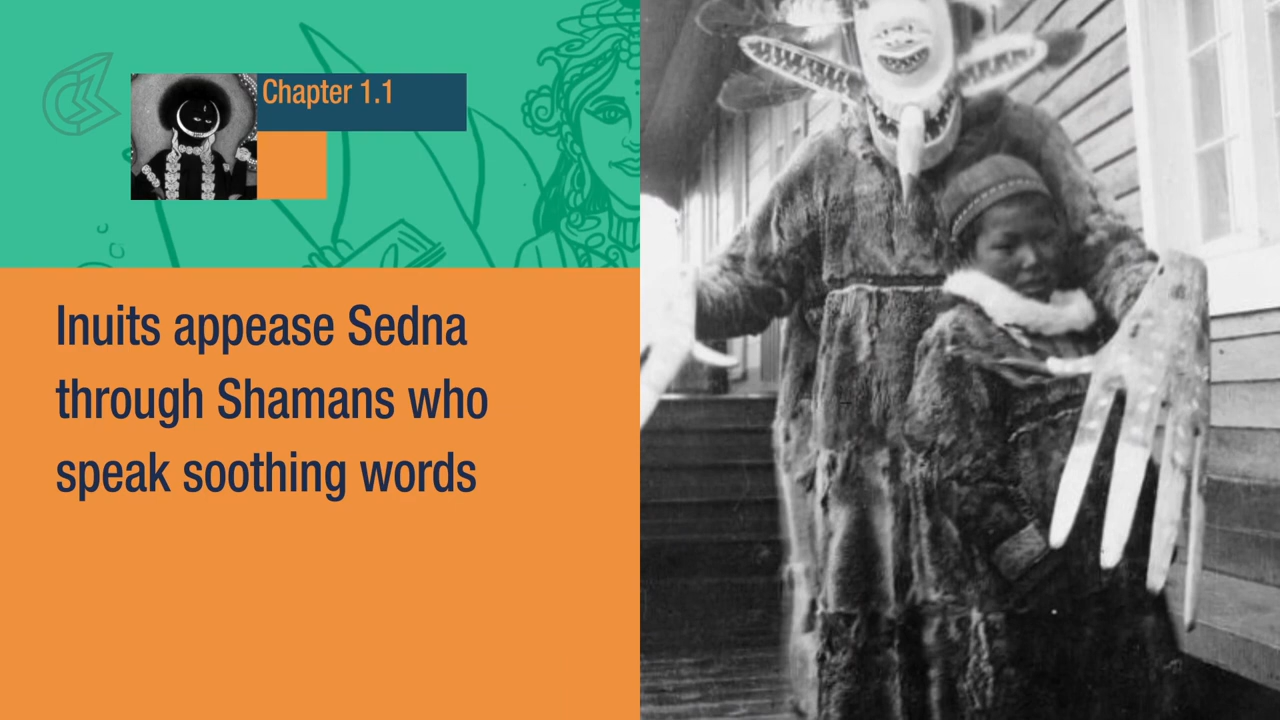 Chapter 1.1
Inuits appease Sedna
through Shamans who
speak soothing words